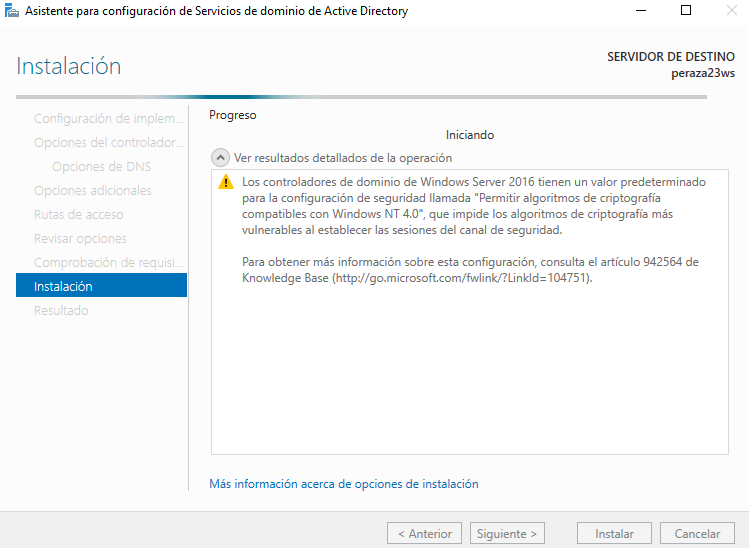 Asistente para configuración de Servicios de dominio de Active Directory
Instalación
SERVIDOR DE DESTINO
peraza23ws
Configuración de implem...
Opciones del controlador...
Opciones de DNS
Opciones adicionales
Rutas de acceso
Revisar opciones
Comprobación de requisi...
Instalación
Resultado
Progreso
Iniciando
Ver resultados detallados de la operación
Los controladores de dominio de Windows Server 2016 tienen un valor predeterminado
para la configuración de seguridad llamada "Permitir algoritmos de criptografía
compatibles con Windows NT 4.0", que impide los algoritmos de criptografía más
vulnerables al establecer las sesiones del canal de seguridad.
Para obtener más información sobre esta configuración, consulta el artículo 942564 de
Knowledge Base (http://go.microsoft.com/fwlink/?LinkId=104751).
Más información acerca de opciones de instalación
< Anterior
Siguiente >
Instalar
Cancelar